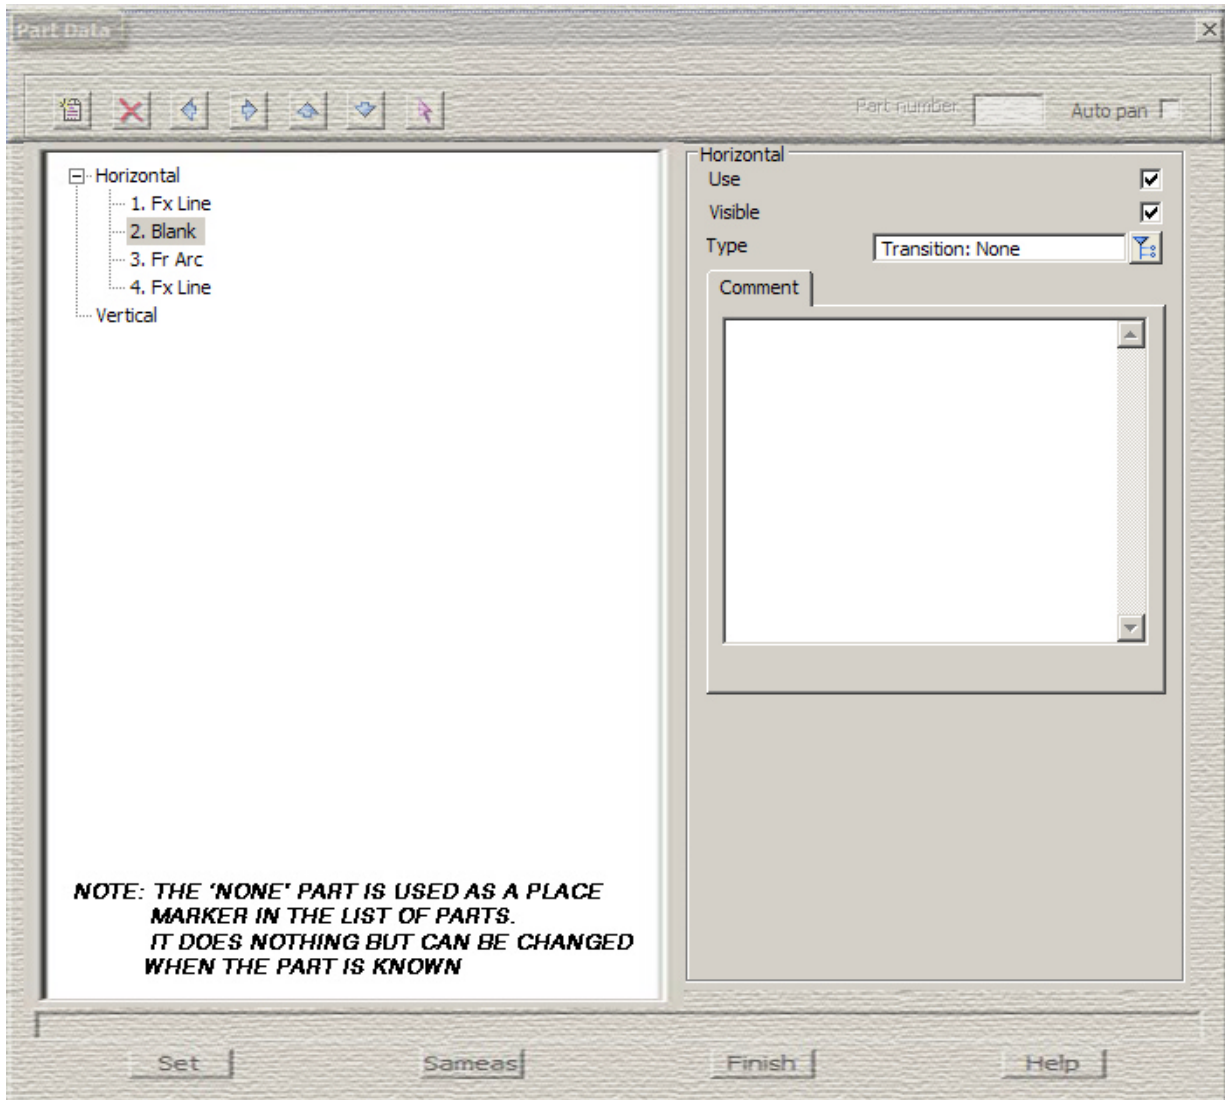 Part Data
Part number
Auto pan
Horizontal
1. Fx Line
2. Blank
3. Fr Arc
4. Fx Line
Vertical
NOTE: THE 'NONE' PART IS USED AS A PLACE
MARKER IN THE LIST OF PARTS.
IT DOES NOTHING BUT CAN BE CHANGED
WHEN THE PART IS KNOWN
Horizontal
Use
Visible
Type Transition: None
Comment
Set Sameas Finish Help